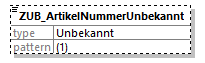 ZUB_ArtikelNummerUnbekannt
type Unbekannt
pattern (1)